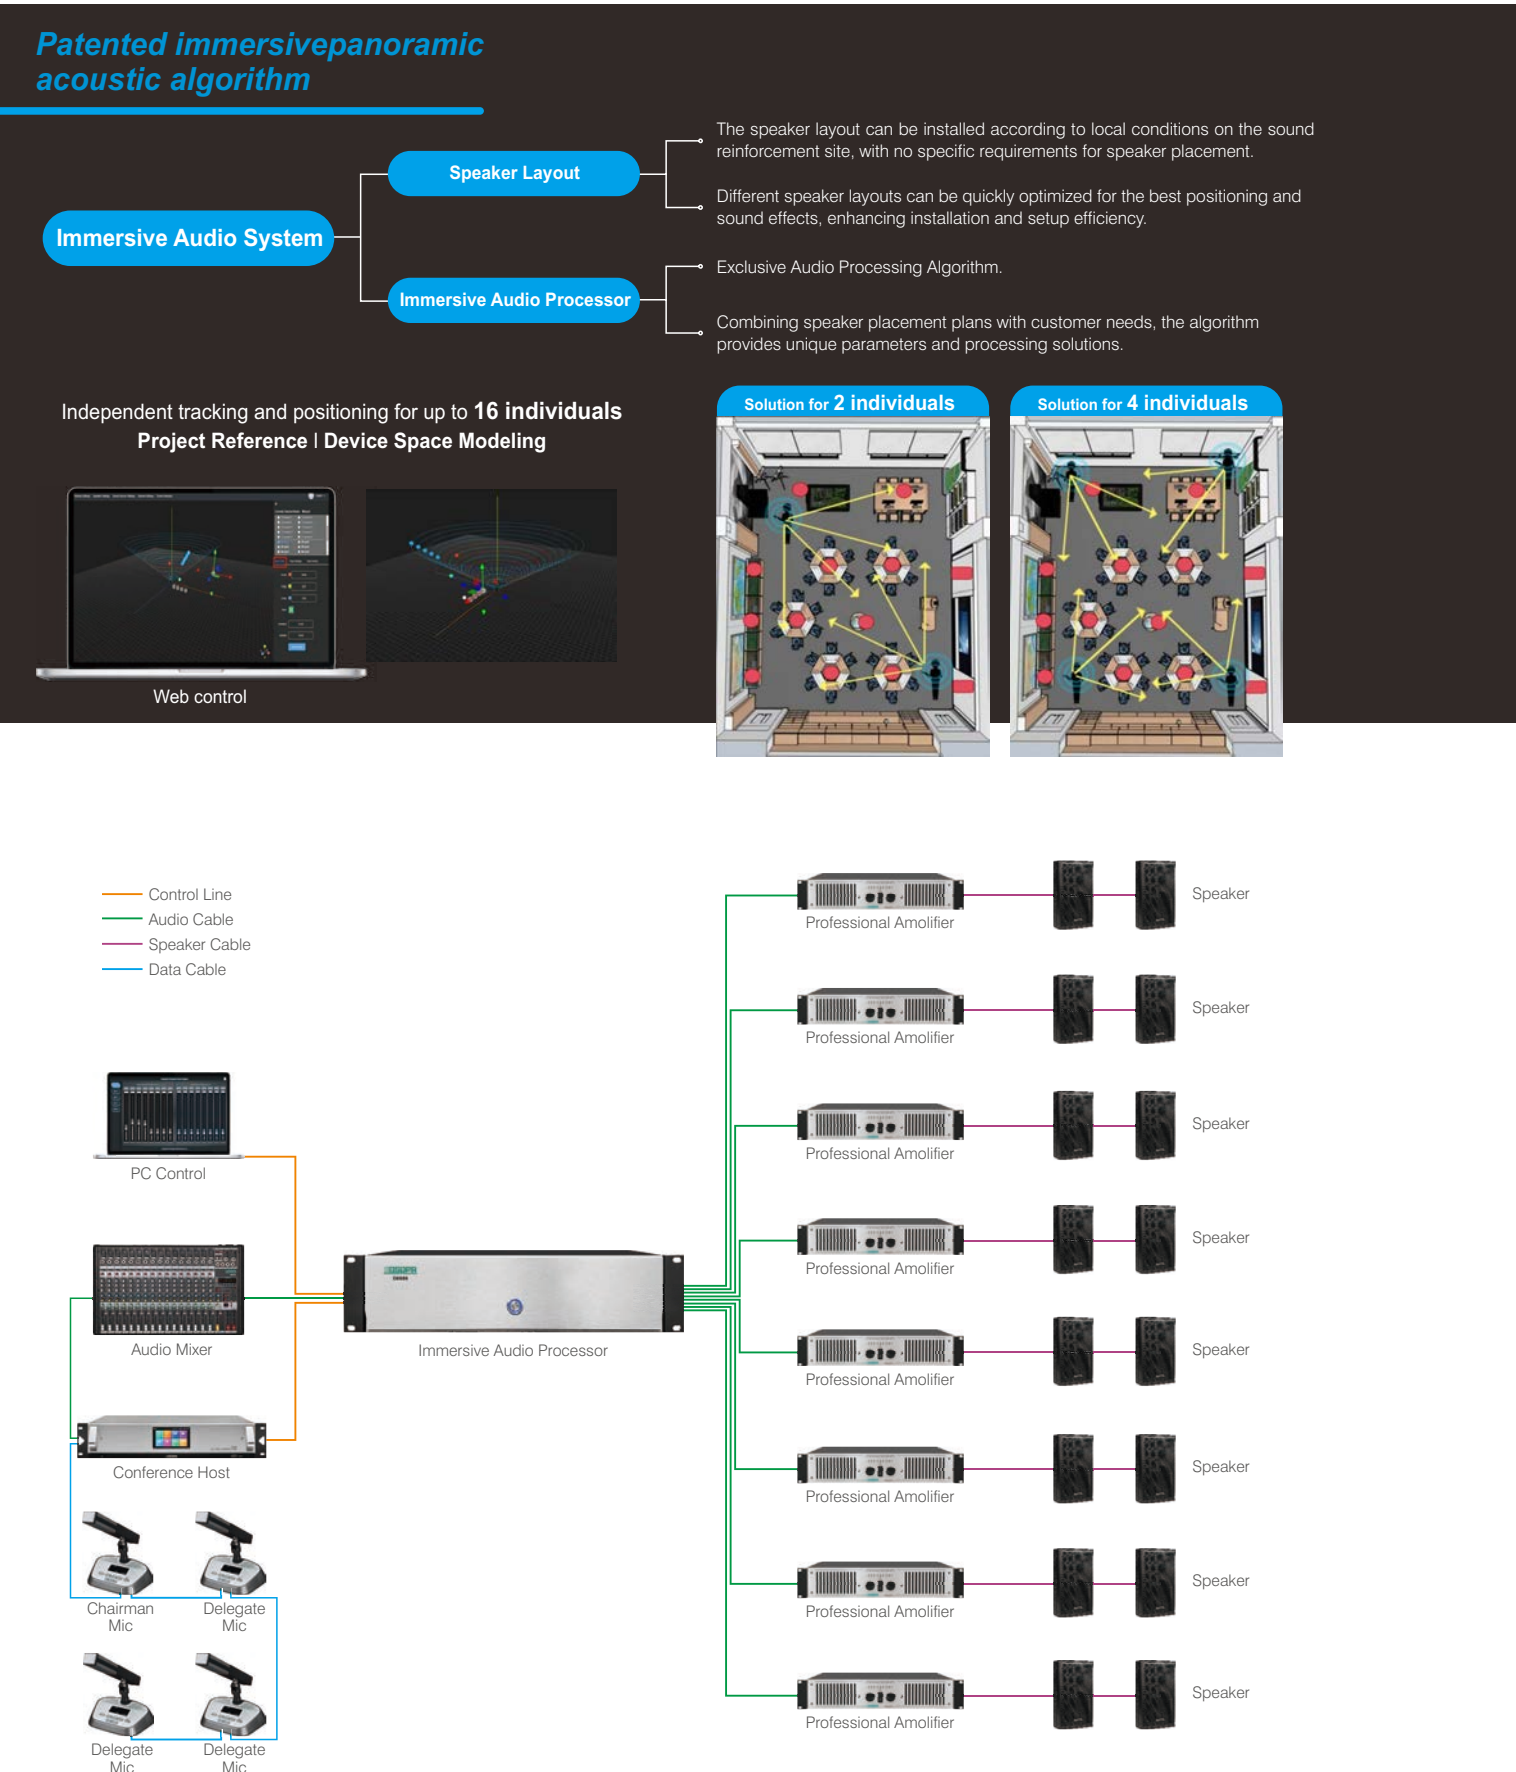 Patented immersivepanoramic
acoustic algorithm
Immersive Audio System
Speaker Layout
The speaker layout can be installed according to local conditions on the sound
reinforcement site, with no specific requirements for speaker placement.
Different speaker layouts can be quickly optimized for the best positioning and
sound effects, enhancing installation and setup efficiency.
Immersive Audio Processor
Exclusive Audio Processing Algorithm.
Combining speaker placement plans with customer needs, the algorithm
provides unique parameters and processing solutions.
Independent tracking and positioning for up to 16 individuals
Project Reference | Device Space Modeling
Web control
Solution for 2 individuals
Solution for 4 individuals
Control Line
Audio Cable
Speaker Cable
Data Cable
PC Control
Audio Mixer
Conference Host
Chairman
Mic
Delegate
Mic
Delegate
Mic
Delegate
Mic
Immersive Audio Processor
Professional Amolifier
Speaker
Professional Amolifier
Speaker
Professional Amolifier
Speaker
Professional Amolifier
Speaker
Professional Amolifier
Speaker
Professional Amolifier
Speaker
Professional Amolifier
Speaker
Professional Amolifier
Speaker